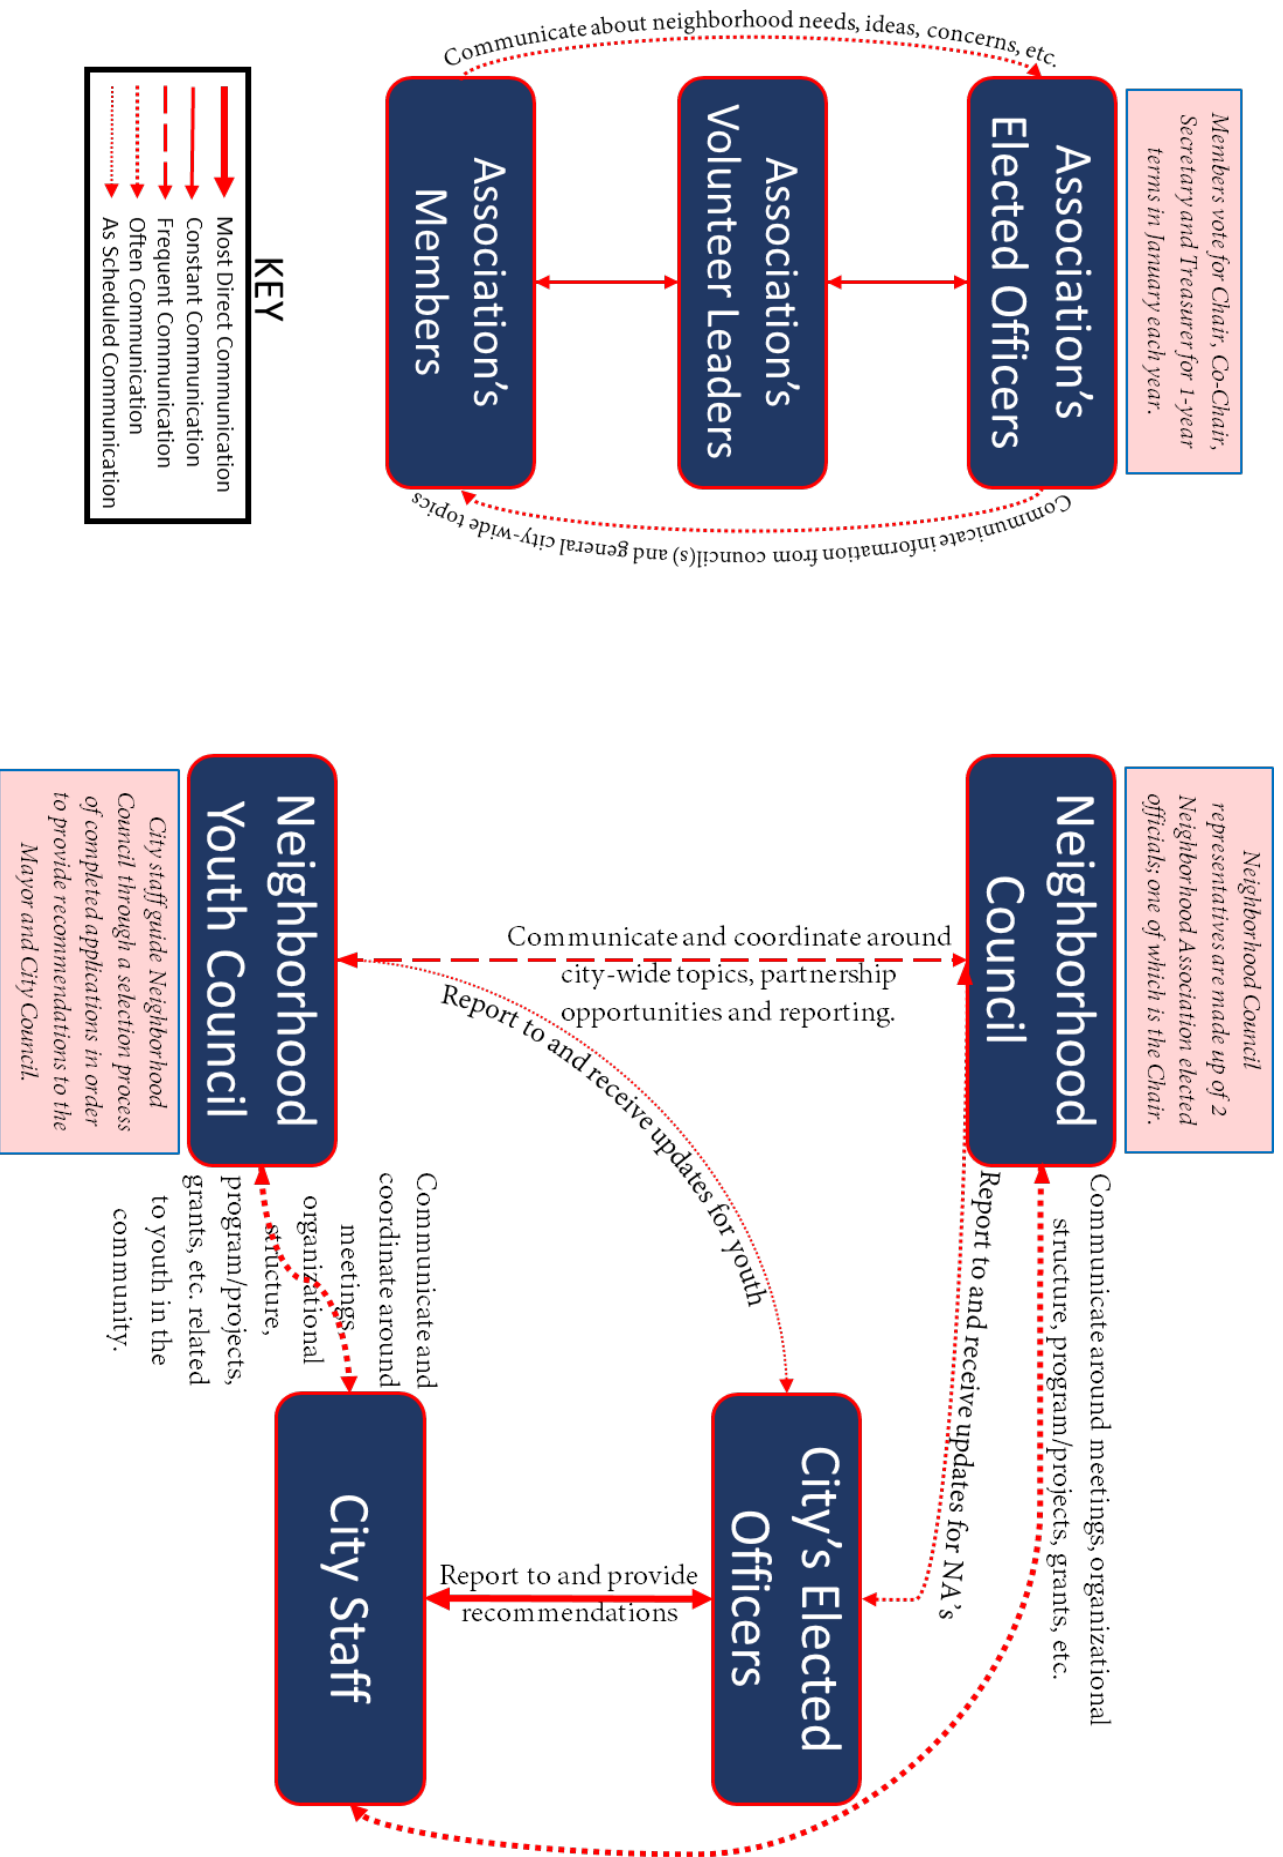 Members vote for Chair, Co-Chair,
Secretary and Treasurer for 1-year
terms in January each year.
Association's
Elected Officers
Association's
Volunteer Leaders
Association's
Members
Communicate about neighborhood needs, ideas, concerns, etc.
Communicate information from council(s) and general city-wide topics
KEY
Most Direct Communication
Constant Communication
Frequent Communication
Often Communication
As Scheduled Communication
Neighborhood Council
representatives are made up of 2
Neighborhood Association elected
officials; one of which is the Chair.
Neighborhood
Council
Communicate around meetings, organizational
structure, program/projects, grants, etc.
Report to and receive updates for NA's
Communicate and coordinate around
city-wide topics, partnership
opportunities and reporting.
Report to and receive updates for youth
City's Elected
Officers
Report to and provide
recommendations
City Staff
Communicate and
coordinate around
meetings,
organizational
structure,
program/projects,
grants, etc. related
to youth in the
community.
Neighborhood
Youth Council
City staff guide Neighborhood
Council through a selection process
of completed applications in order
to provide recommendations to the
Mayor and City Council.